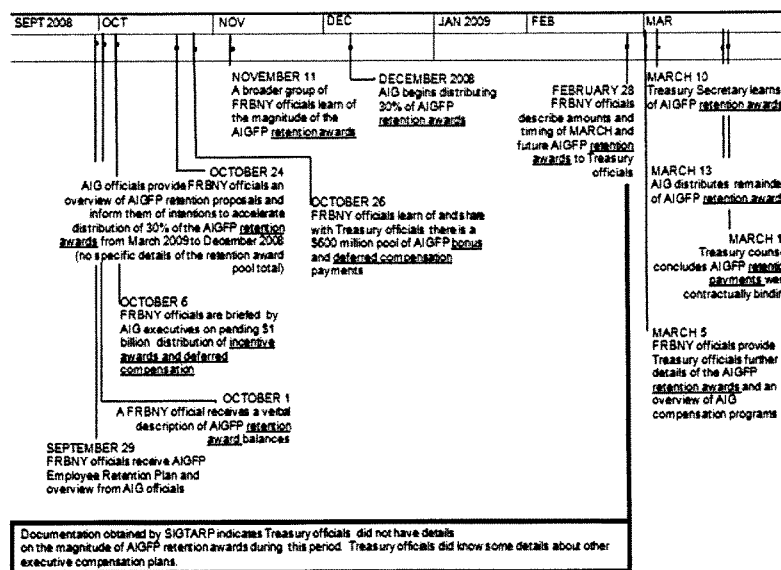 SEPT 2008
OCT
NOV
DEC
JAN 2009
FEB
MAR
NOVEMBER 11
A broader group of
FRBNY officials learn of
the magnitude of the
AIGFP retention awards
DECEMBER 2008
AIG begins distributing
30% of AIGFP
retention awards
FEBRUARY 28
FRBNY officials
describe amounts and
timing of MARCH and
future AIGFP retention
awards to Treasury
officials
MARCH 10
Treasury Secretary learns
of AIGFP retention awards
OCTOBER 24
AIG officials provide FRBNY officials an
overview of AIGFP retention proposals and
inform them of intentions to accelerate
distribution of 30% of the AIGFP retention
awards from March 2009 to December 2008
(no specific details of the retention award
pool total)
OCTOBER 26
FRBNY officials learn of and share
with Treasury officials there is a
$600 million pool of AIGFP bonus
and deferred compensation
payments
MARCH 13
AIG distributes remainde
of AIGFP retention award
MARCH 1
Treasury couns
concludes AIGFP retenti
payments we
contractually bindin
OCTOBER 6
FRBNY officials are briefed by
AIG executives on pending $1
billion distribution of incentive
awards and deferred
compensation
MARCH 5
FRBNY officials provide
Treasury officials further
details of the AIGFP
retention awards and an
overview of AIG
compensation programs
OCTOBER 1
A FRBNY official receives a verbal
description of AIGFP retention
award balances
SEPTEMBER 29
FRBNY officials receive AIGFP
Employee Retention Plan and
overview from AIG officials
Documentation obtained by SIGTARP indicates Treasury officials did not have details
on the magnitude of AIGFP retention awards during this period. Treasury officials did know some details about other
executive compensation plans.